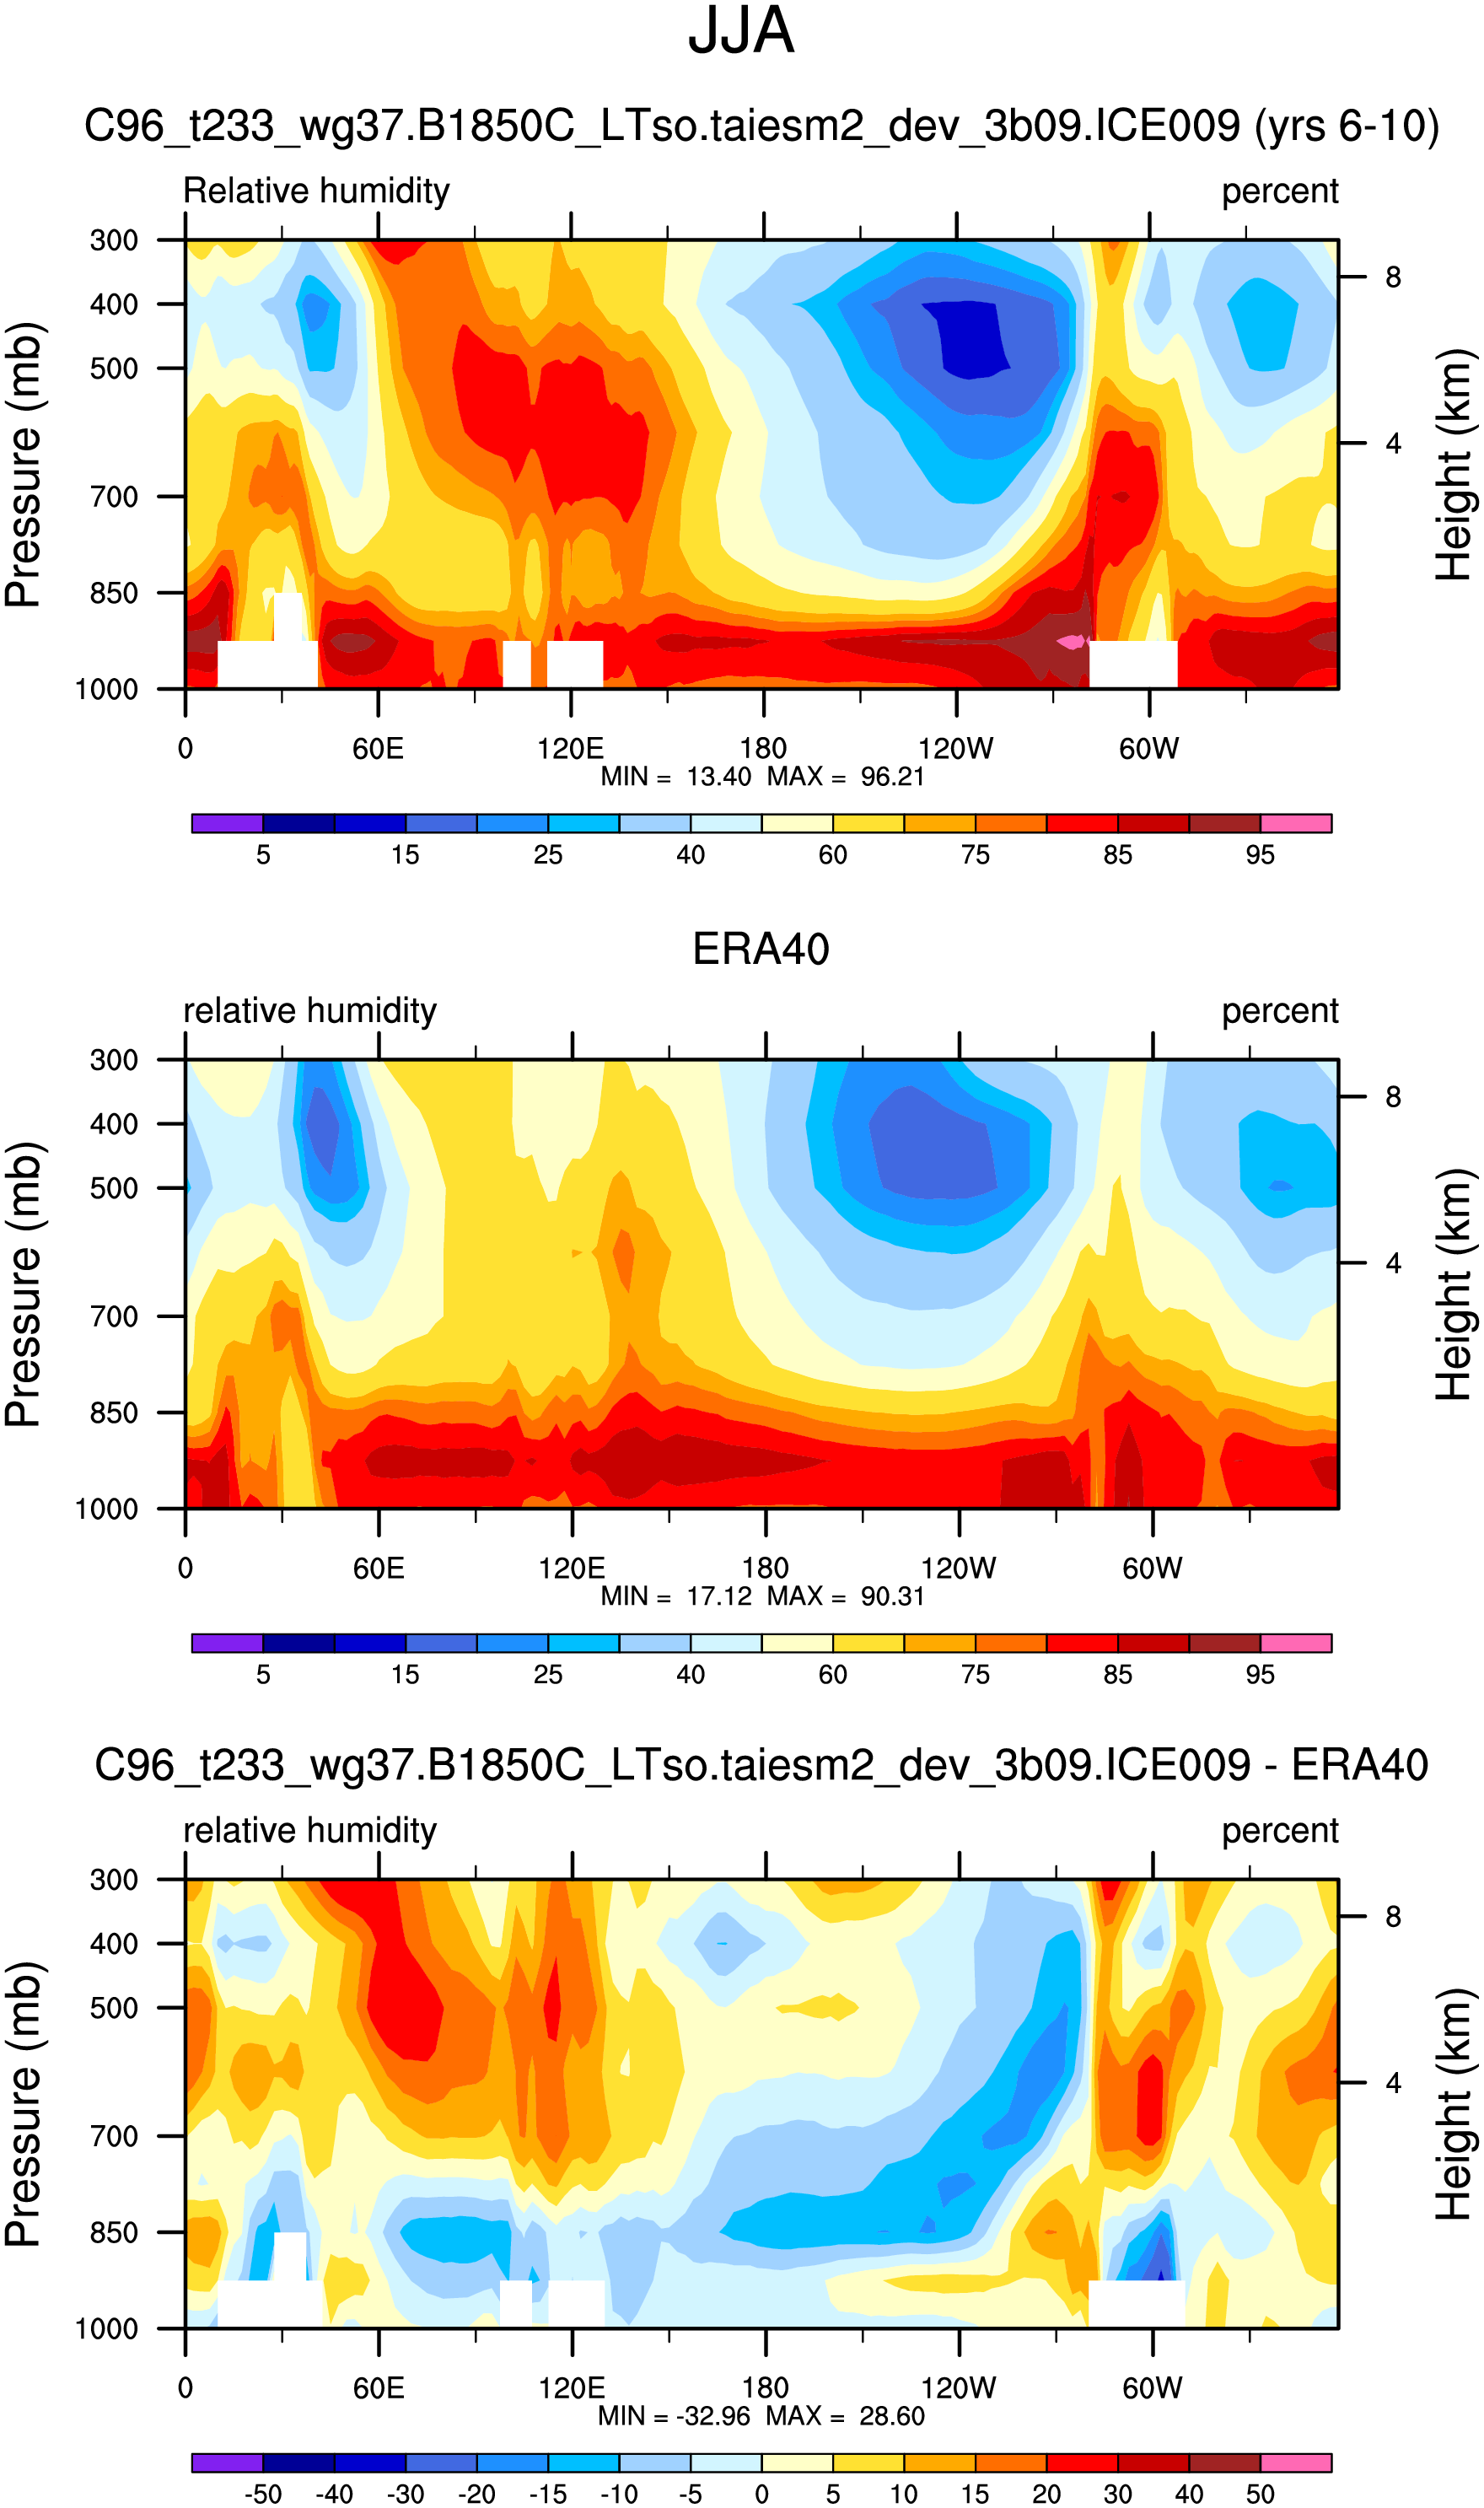 JJA
C96_t233_wg37.B1850C_LTso.taiesm2_dev_3b09.ICE009 (yrs 6-10)
Relative humidity percent
Pressure (mb)
300
400
500
700
850
1000
8
4
Height (km)
0 60E 120E 180 120W 60W
MIN = 13.40 MAX = 96.21
5 15 25 40 60 75 85 95
ERA40
relative humidity percent
Pressure (mb)
300
400
500
700
850
1000
8
4
Height (km)
0 60E 120E 180 120W 60W
MIN = 17.12 MAX = 90.31
5 15 25 40 60 75 85 95
C96_t233_wg37.B1850C_LTso.taiesm2_dev_3b09.ICE009 - ERA40
relative humidity percent
Pressure (mb)
300
400
500
700
850
1000
8
4
Height (km)
0 60E 120E 180 120W 60W
MIN = -32.96 MAX = 28.60
-50 -40 -30 -20 -15 -10 -5 0 5 10 15 20 30 40 50